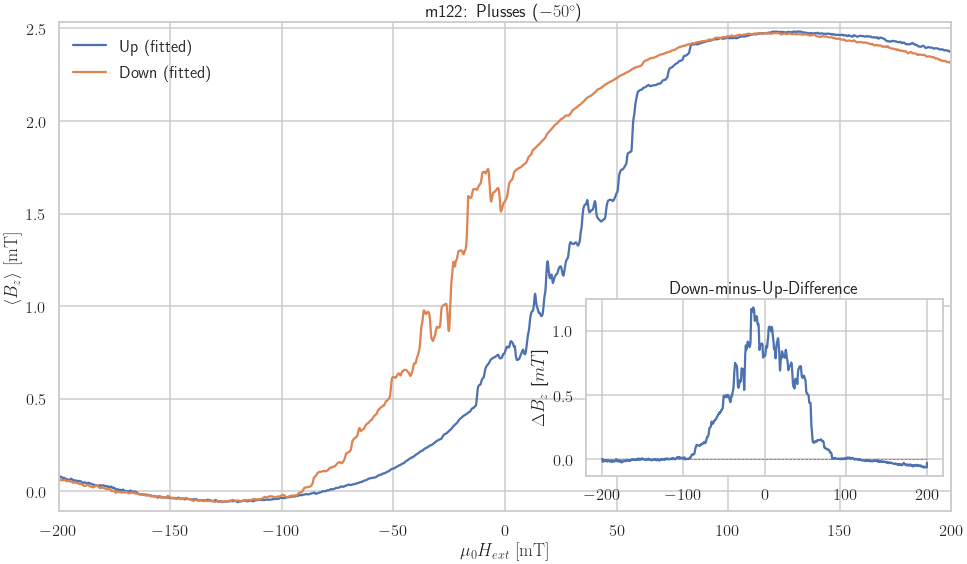 m122: Plusses (−50°)
2.5
2.0
1.5
1.0
0.5
0.0
⟨B_z⟩ [mT]
Up (fitted)
Down (fitted)
Down-minus-Up-Difference
1.0
0.5
0.0
ΔB_z [mT]
−200 −100 0 100 200
−200 −150 −100 −50 0 50 100 150 200
μ₀H_ext [mT]